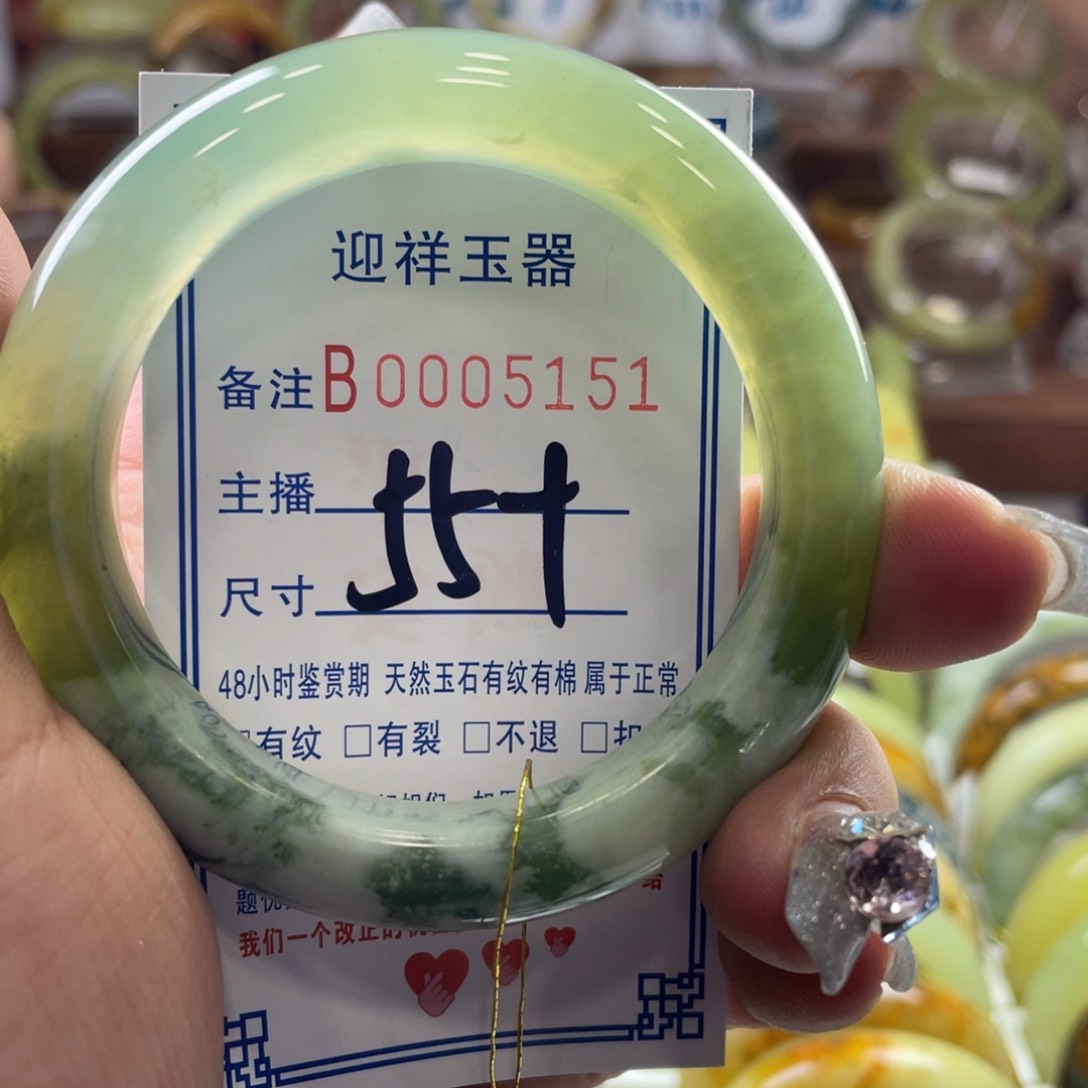 迎祥玉器
备注B0005151
主播
尺寸
48小时鉴赏期 天然玉石有纹有棉 属于正常
有纹 □有裂 □不退 □扣
题
我们一个改正的